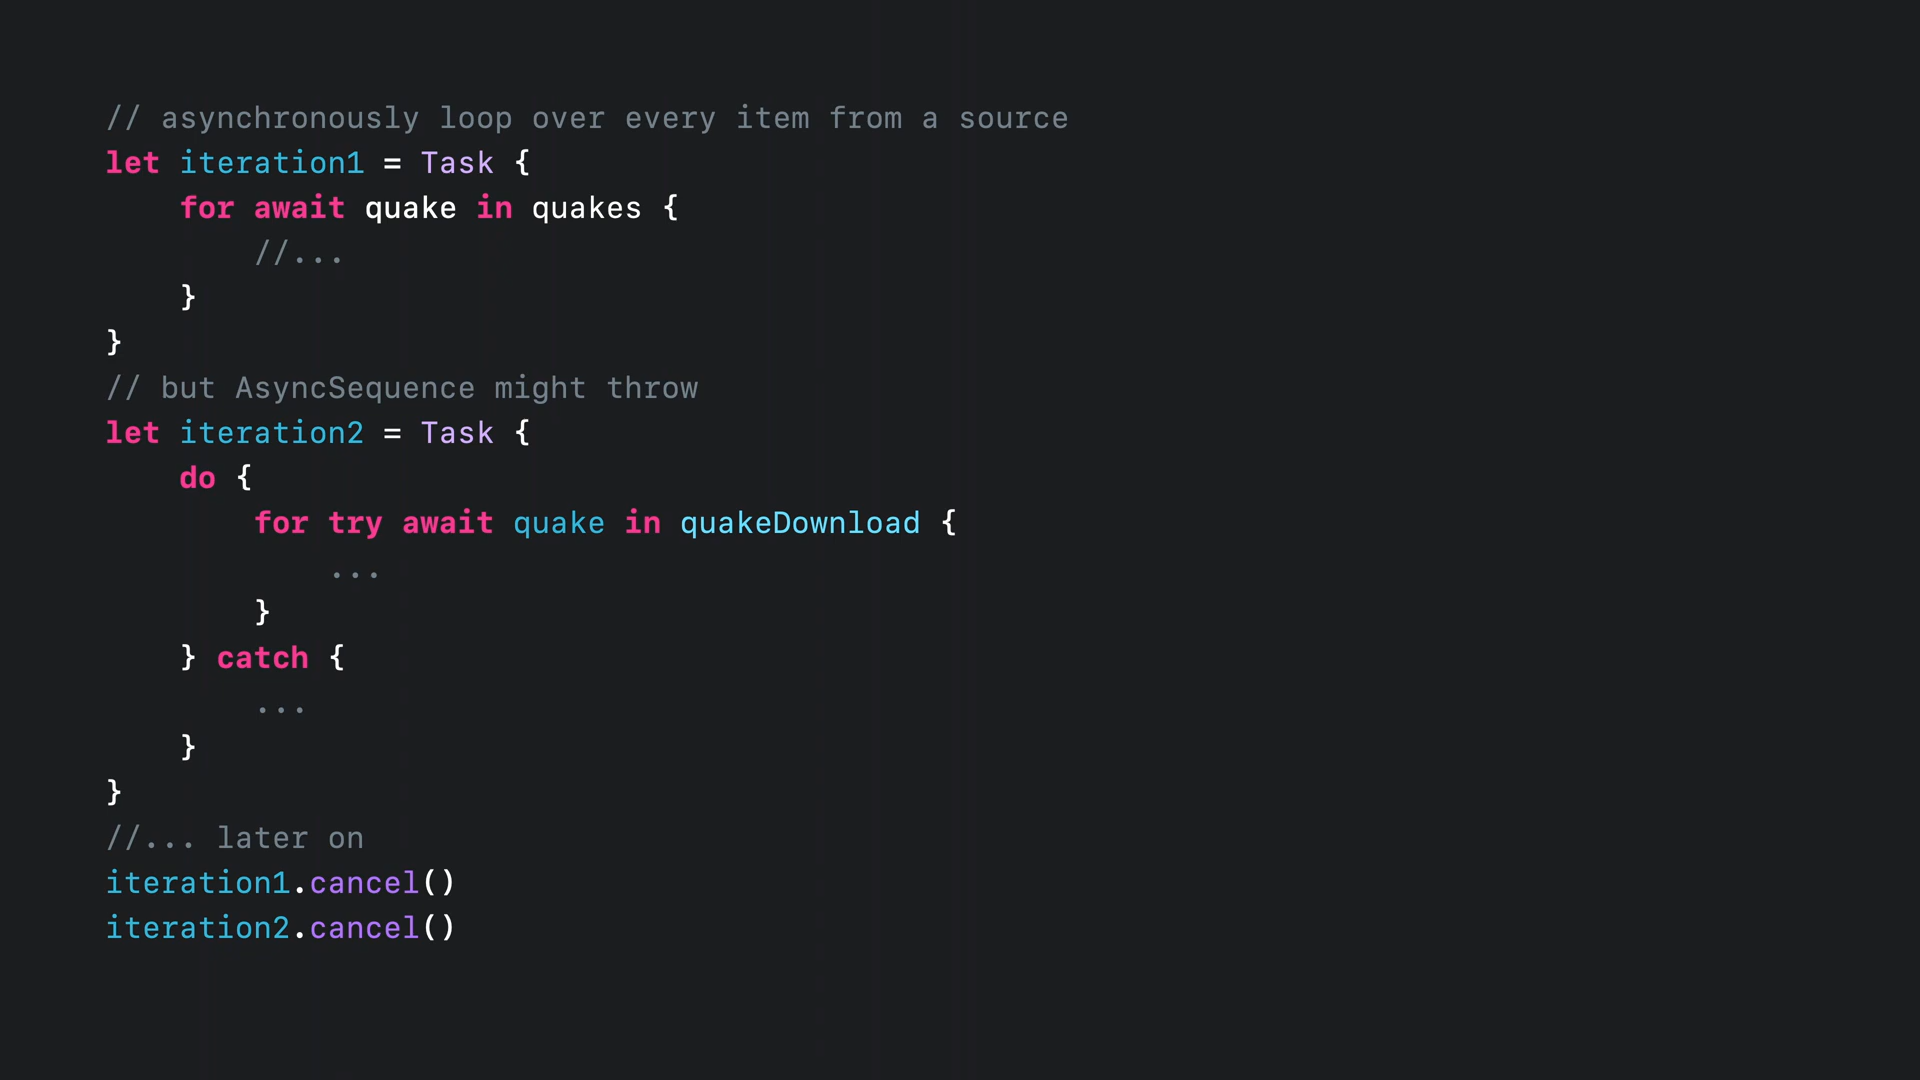 // asynchronously loop over every item from a source
let iteration1 = Task {
    for await quake in quakes {
        //...
    }
}
// but AsyncSequence might throw
let iteration2 = Task {
    do {
        for try await quake in quakeDownload {
            ...
        }
    } catch {
        ...
    }
}
//... later on
iteration1.cancel()
iteration2.cancel()